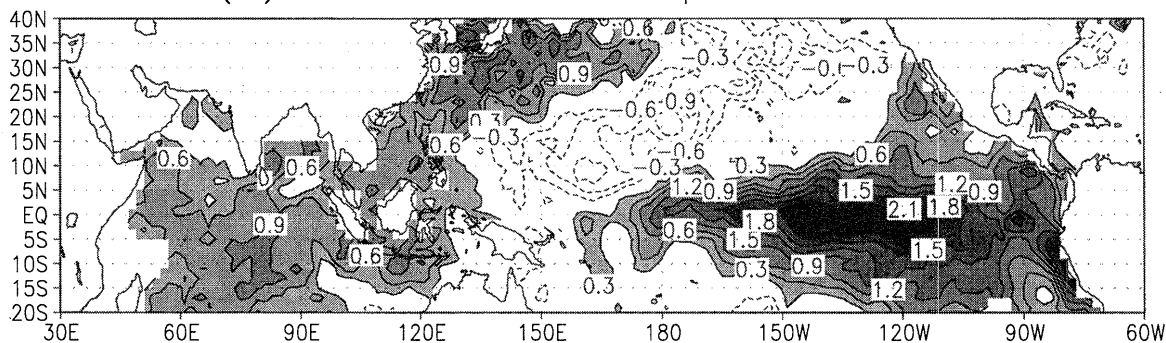 40N
35N 0.6
30N 0.9 0.9 −0.3 −0.3
25N −0.6 −0.9
20N 0.3 −0.3
15N 0.6 −0.6
10N 0.6 0.6 −0.3 0.3 0.6
5N 1.2 0.9 1.5 1.2 0.9
EQ 0.9 0.6 1.8 2.1 1.8
5S 1.5 1.5
10S 0.6 0.3 0.9
15S 0.3 1.2
20S
30E 60E 90E 120E 150E 180 150W 120W 90W 60W